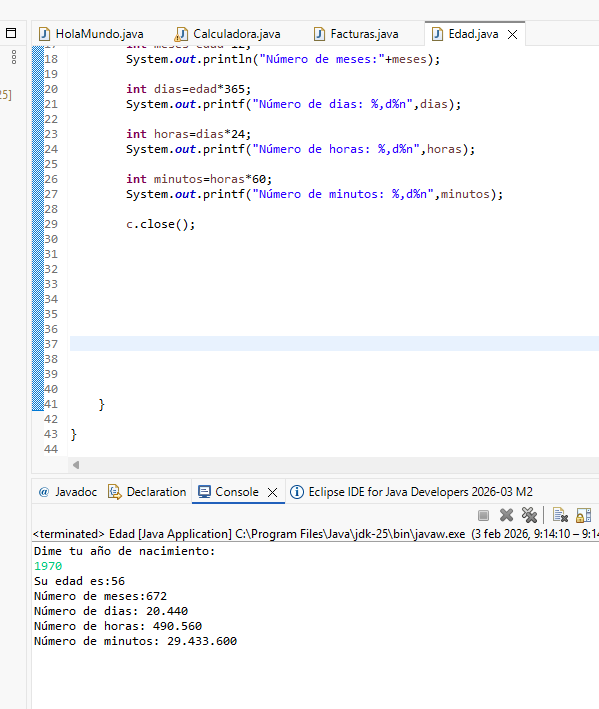 HolaMundo.java Calculadora.java Facturas.java Edad.java
18 System.out.println("Número de meses:"+meses);
19
20 int dias=edad*365;
21 System.out.printf("Número de dias: %,d%n",dias);
22
23 int horas=dias*24;
24 System.out.printf("Número de horas: %,d%n",horas);
25
26 int minutos=horas*60;
27 System.out.printf("Número de minutos: %,d%n",minutos);
28
29 c.close();
30
31
32
33
34
35
36
37
38
39
40
41 }
42
43 }
44
25]
@ Javadoc Declaration Console Eclipse IDE for Java Developers 2026-03 M2
<terminated> Edad [Java Application] C:\Program Files\Java\jdk-25\bin\javaw.exe (3 feb 2026, 9:14:10 – 9:14
Dime tu año de nacimiento:
1970
Su edad es:56
Número de meses:672
Número de dias: 20.440
Número de horas: 490.560
Número de minutos: 29.433.600